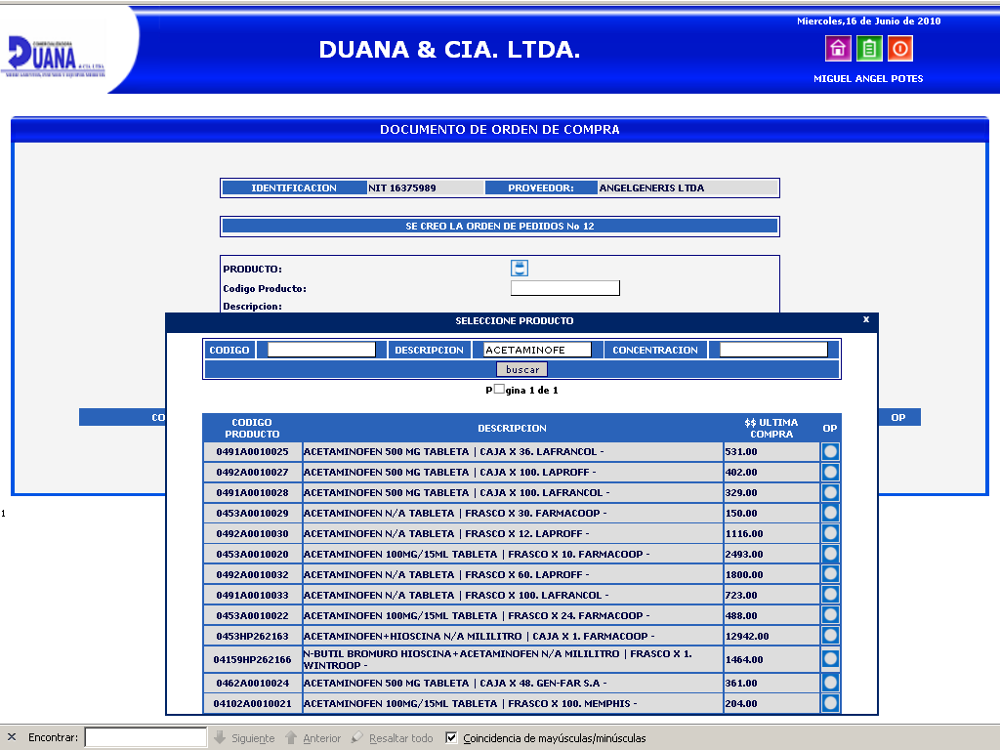 Miercoles,16 de Junio de 2010
COMERCIALIZADORA
DUANA & CIA. LTDA.
DUANA
& CIA. LTDA.
MIGUEL ANGEL POTES
DOCUMENTO DE ORDEN DE COMPRA
IDENTIFICACION NIT 16375989 PROVEEDOR: ANGELGENERIS LTDA
SE CREO LA ORDEN DE PEDIDOS No 12
PRODUCTO:
Codigo Producto:
Descripcion:
SELECCIONE PRODUCTO X
CODIGO DESCRIPCION ACETAMINOFE CONCENTRACION
buscar
P□gina 1 de 1
CO OP
CODIGO PRODUCTO DESCRIPCION $$ ULTIMA COMPRA OP
0491A0010025 ACETAMINOFEN 500 MG TABLETA | CAJA X 36. LAFRANCOL - 531.00
0492A0010027 ACETAMINOFEN 500 MG TABLETA | CAJA X 100. LAPROFF - 402.00
0491A0010028 ACETAMINOFEN 500 MG TABLETA | CAJA X 100. LAFRANCOL - 329.00
1
0453A0010029 ACETAMINOFEN N/A TABLETA | FRASCO X 30. FARMACOOP - 150.00
0492A0010030 ACETAMINOFEN N/A TABLETA | FRASCO X 12. LAPROFF - 1116.00
0453A0010020 ACETAMINOFEN 100MG/15ML TABLETA | FRASCO X 10. FARMACOOP - 2493.00
0492A0010032 ACETAMINOFEN N/A TABLETA | FRASCO X 60. LAPROFF - 1800.00
0491A0010033 ACETAMINOFEN N/A TABLETA | FRASCO X 100. LAFRANCOL - 723.00
0453A0010022 ACETAMINOFEN 100MG/15ML TABLETA | FRASCO X 24. FARMACOOP - 488.00
0453HP262163 ACETAMINOFEN+HIOSCINA N/A MILILITRO | CAJA X 1. FARMACOOP - 12942.00
04159HP262166 N-BUTIL BROMURO HIOSCINA+ACETAMINOFEN N/A MILILITRO | FRASCO X 1. WINTROOP - 1464.00
0462A0010024 ACETAMINOFEN 500 MG TABLETA | CAJA X 48. GEN-FAR S.A - 361.00
04102A0010021 ACETAMINOFEN 100MG/15ML TABLETA | FRASCO X 100. MEMPHIS - 204.00
Encontrar: Siguiente Anterior Resaltar todo Coincidencia de mayúsculas/minúsculas